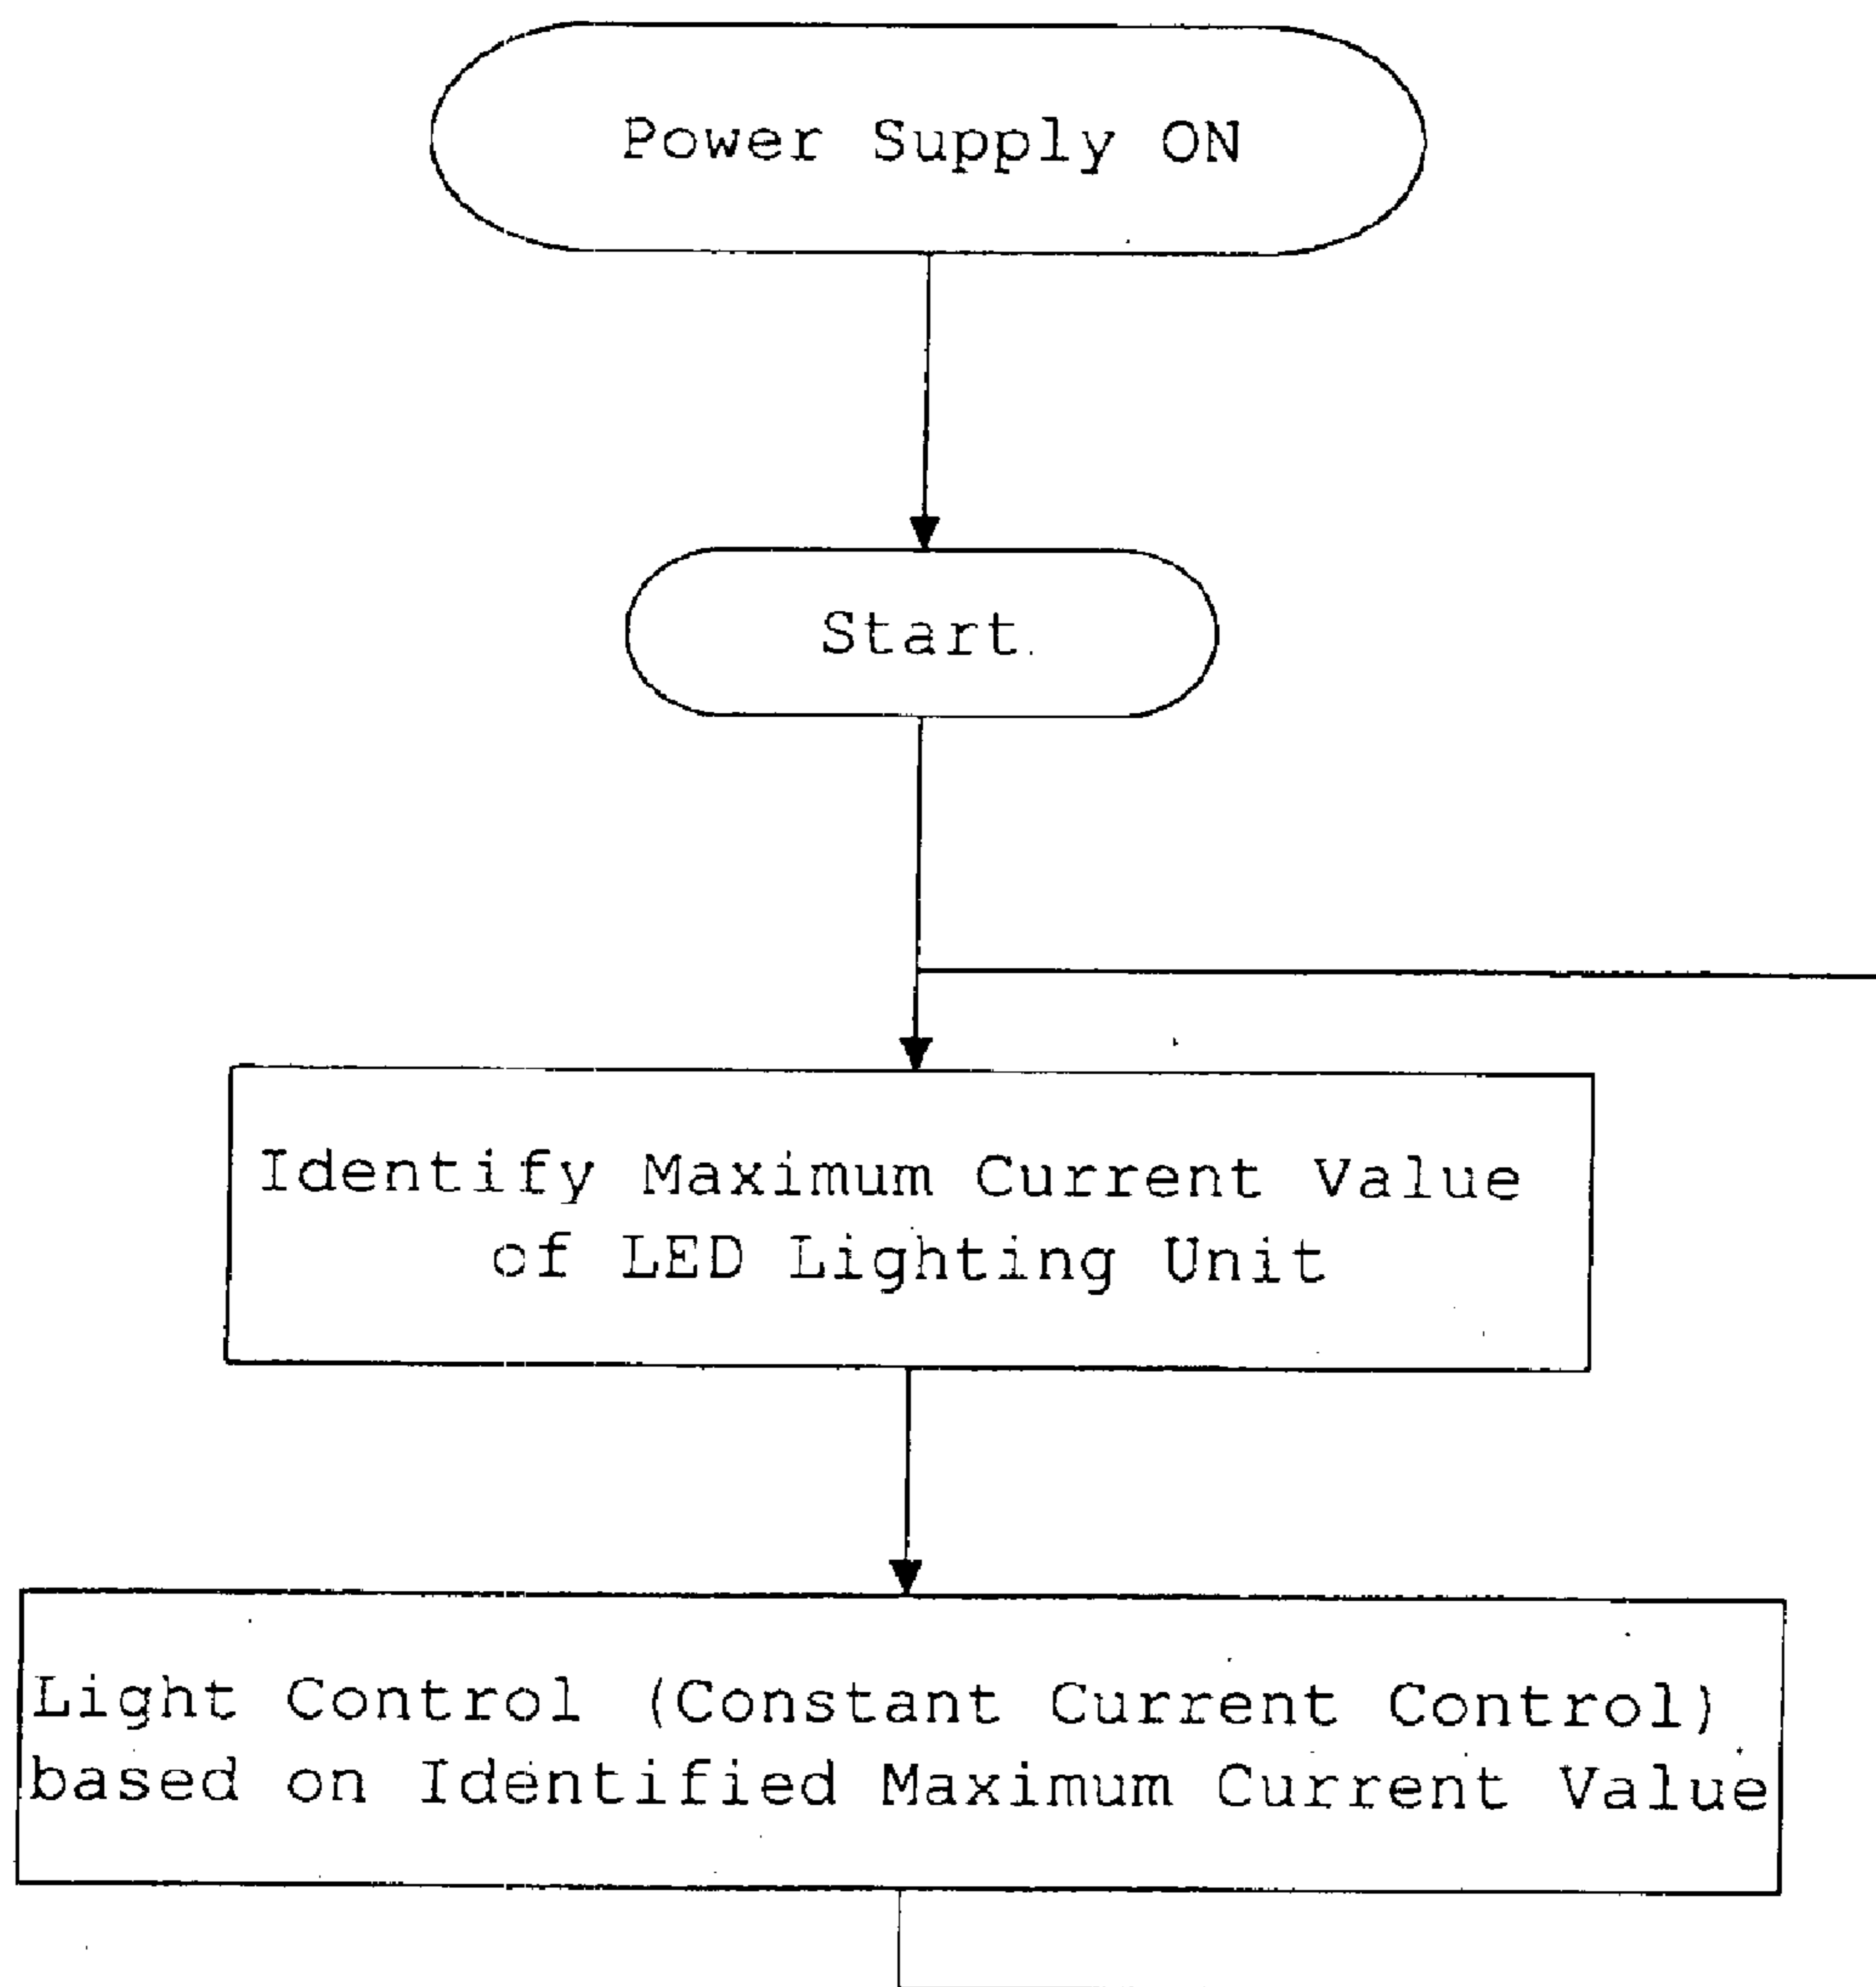 Power Supply ON
Start
Identify Maximum Current Value
of LED Lighting Unit
Light Control (Constant Current Control)
based on Identified Maximum Current Value